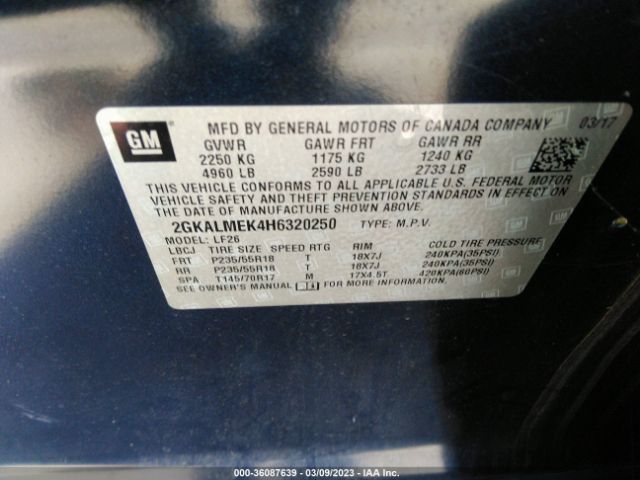 GM
MFD BY GENERAL MOTORS OF CANADA COMPANY 03/17
GVWR GAWR FRT GAWR RR
2250 KG 1175 KG 1240 KG
4960 LB 2590 LB 2733 LB
THIS VEHICLE CONFORMS TO ALL APPLICABLE U.S. FEDERAL MOTOR
VEHICLE SAFETY AND THEFT PREVENTION STANDARDS IN EFFECT ON
THE DATE OF MANUFACTURE SHOWN ABOVE.
2GKALMEK4H6320250 TYPE: M.P.V.
MODEL: LF26
LBCJ TIRE SIZE SPEED RTG RIM COLD TIRE PRESSURE
FRT P235/55R18 T 18X7J 240KPA(35PSI)
RR P235/55R18 T 18X7J 240KPA(35PSI)
SPA T145/70R17 M 17X4.5T 420KPA(60PSI)
SEE OWNER'S MANUAL FOR MORE INFORMATION.
000-36087639 - 03/09/2023 - IAA Inc.